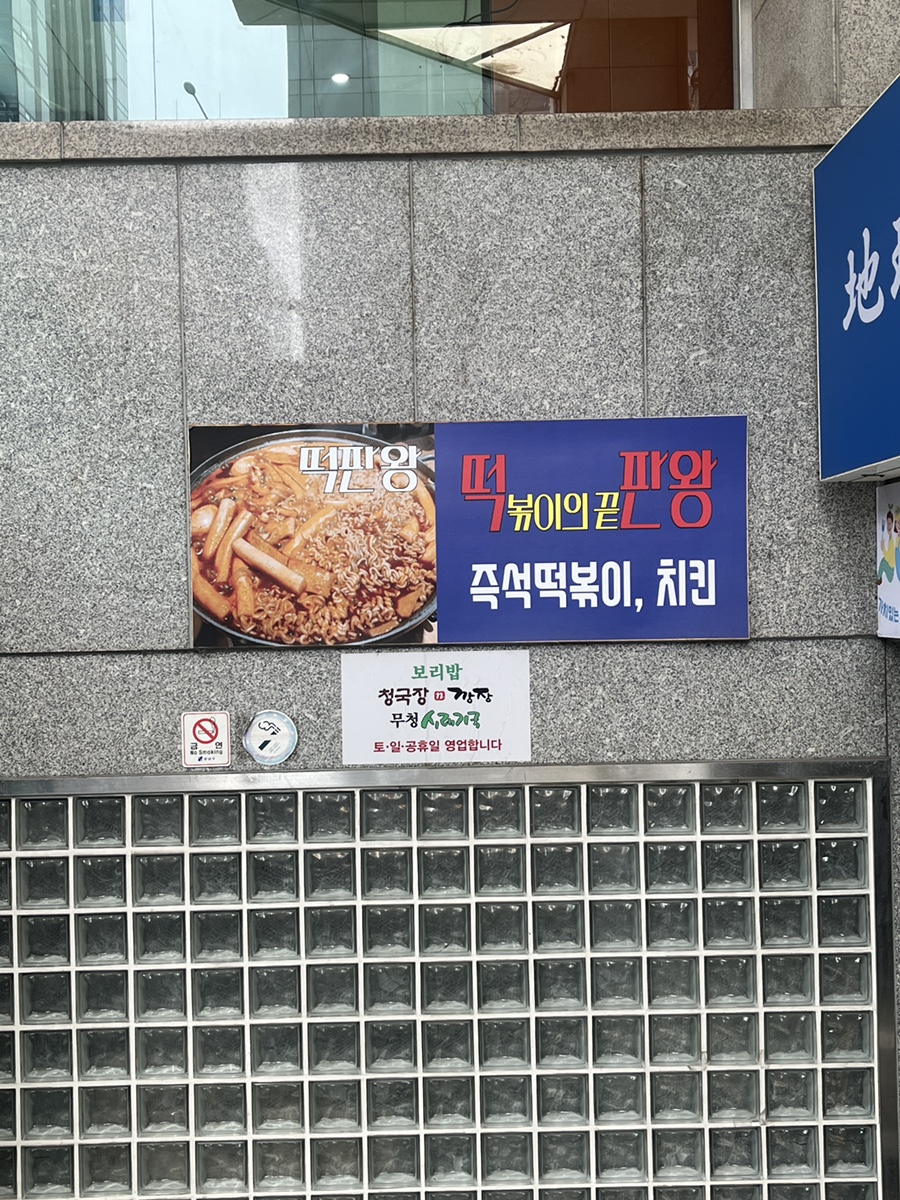 地
떡판왕
떡볶이의 끝판왕
즉석떡볶이, 치킨
보리밥
청국장 깡장
무청 시래기국
토·일·공휴일 영업합니다
금 연
No Smoking